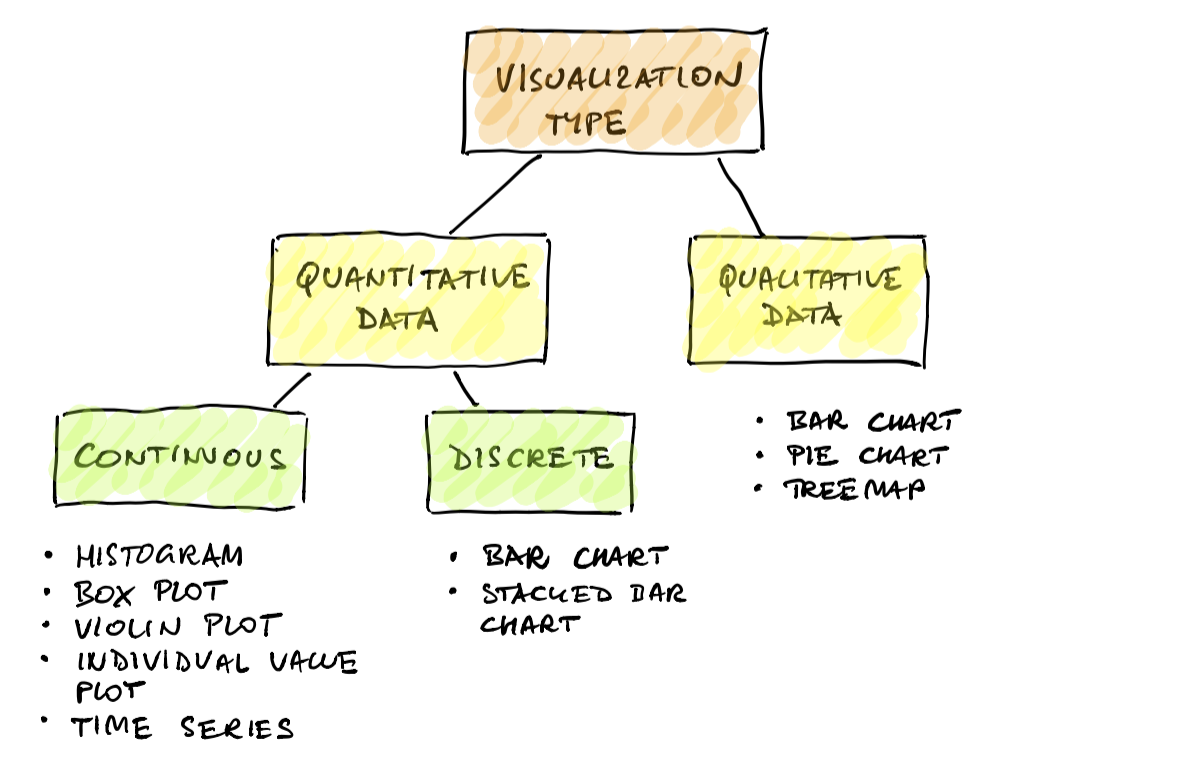 VISUALIZATION
TYPE
QUANTITATIVE
DATA
QUALITATIVE
DATA
CONTINUOUS
DISCRETE
• BAR CHART
• PIE CHART
• TREEMAP
• HISTOGRAM
• BOX PLOT
• VIOLIN PLOT
• INDIVIDUAL VALUE
PLOT
• TIME SERIES
• BAR CHART
• STACKED BAR
CHART